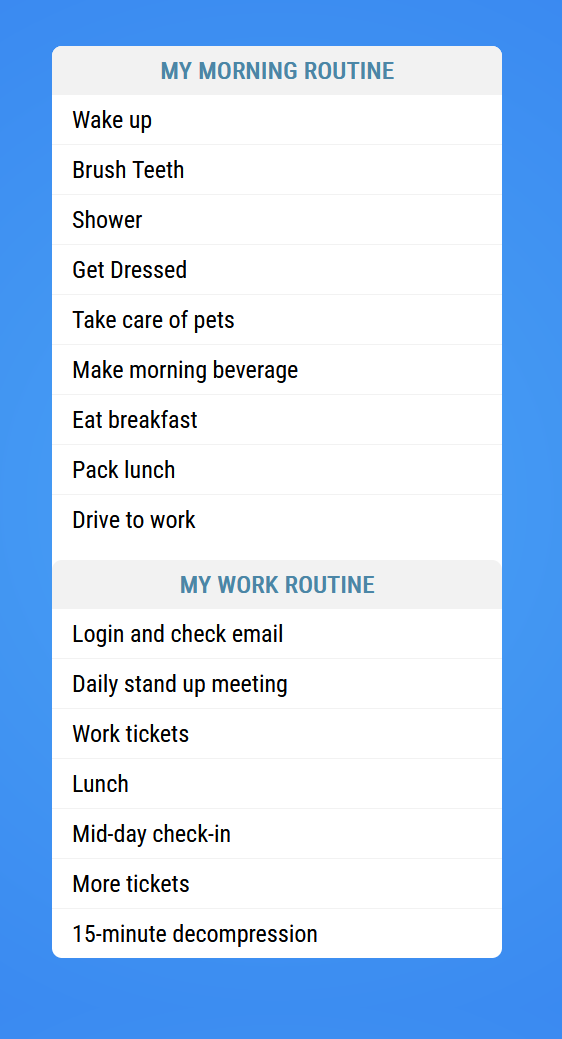 MY MORNING ROUTINE
Wake up
Brush Teeth
Shower
Get Dressed
Take care of pets
Make morning beverage
Eat breakfast
Pack lunch
Drive to work
MY WORK ROUTINE
Login and check email
Daily stand up meeting
Work tickets
Lunch
Mid-day check-in
More tickets
15-minute decompression